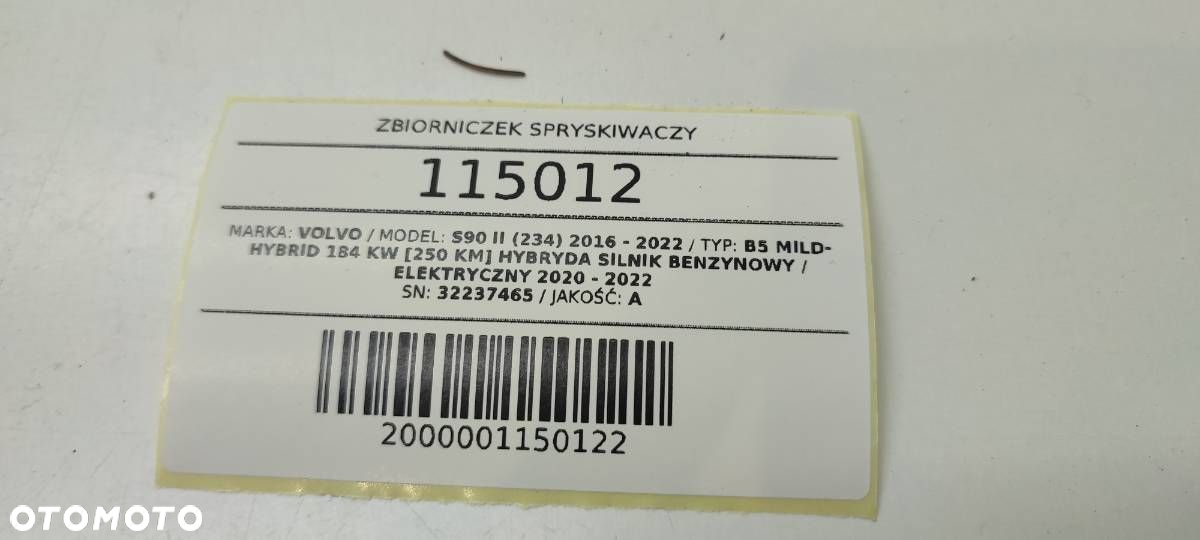 ZBIORNICZEK SPRYSKIWACZY
115012
MARKA: VOLVO / MODEL: S90 II (234) 2016 - 2022 / TYP: B5 MILD-
HYBRID 184 KW [250 KM] HYBRYDA SILNIK BENZYNOWY /
ELEKTRYCZNY 2020 - 2022
SN: 32237465 / JAKOŚĆ: A
2000001150122
OTOMOTO